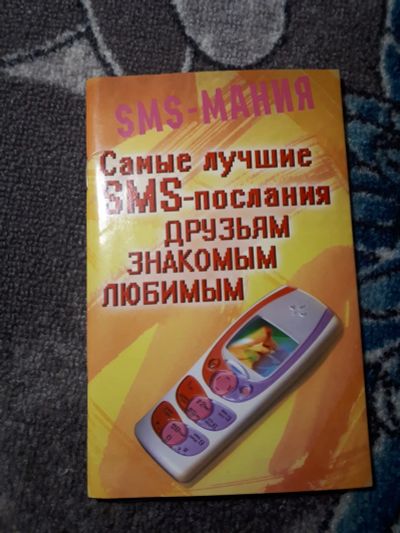 SMS-МАНИЯ
Самые лучшие
SMS-послания
ДРУЗЬЯМ
ЗНАКОМЫМ
ЛЮБИМЫМ